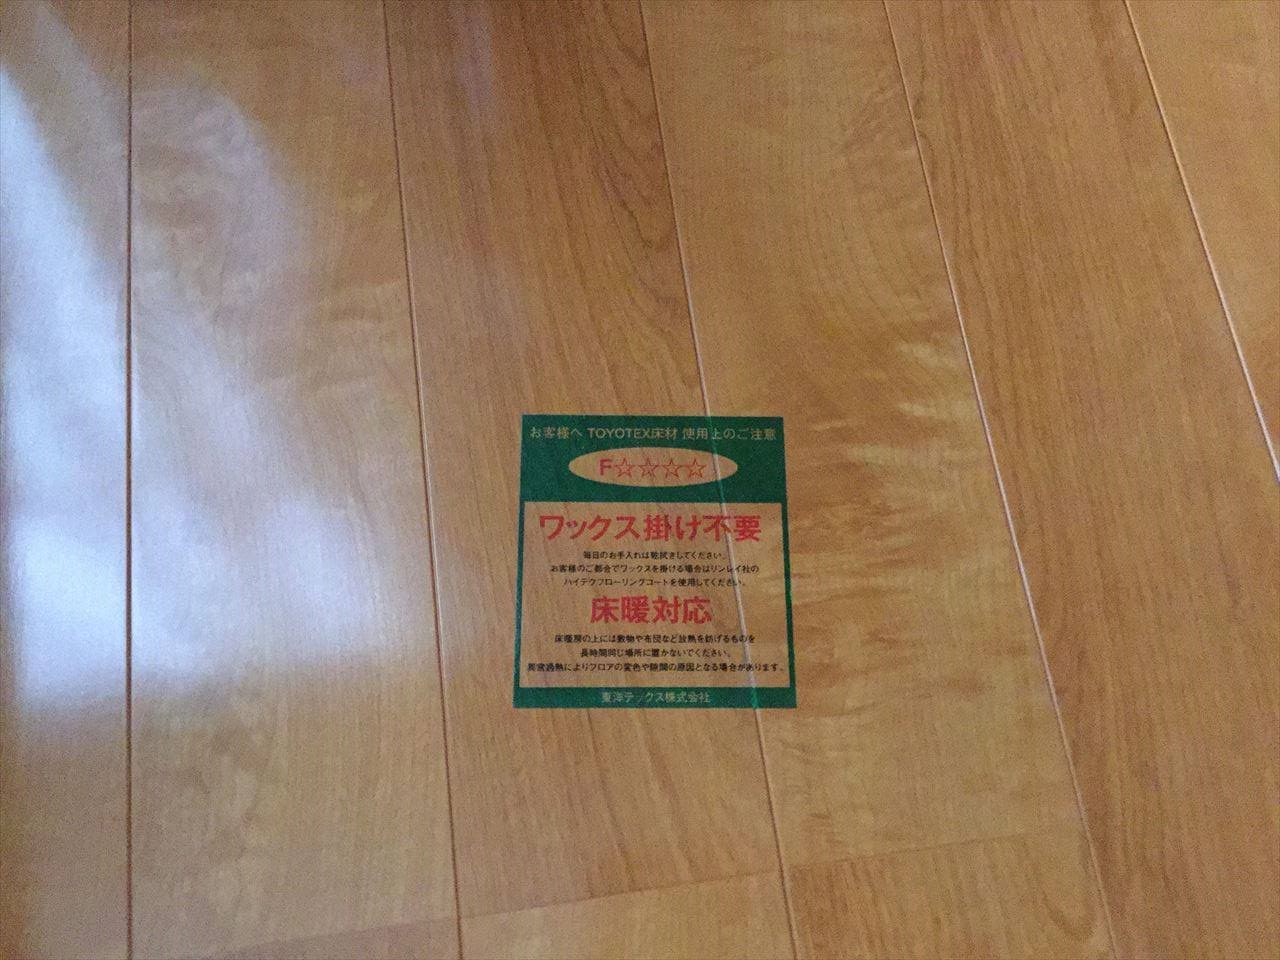 お客様へ TOYOTEX床材 使用上のご注意
F☆☆☆☆
ワックス掛け不要
毎日のお手入れは乾拭きしてください。
お客様のご都合でワックスを掛ける場合はリンレイ社の
ハイテクフローリングコートを使用してください。
床暖対応
床暖房の上には敷物や布団など放熱を妨げるものを
長時間同じ場所に置かないでください。
異常過熱によりフロアの変色や隙間の原因となる場合があります。
東洋テックス株式会社